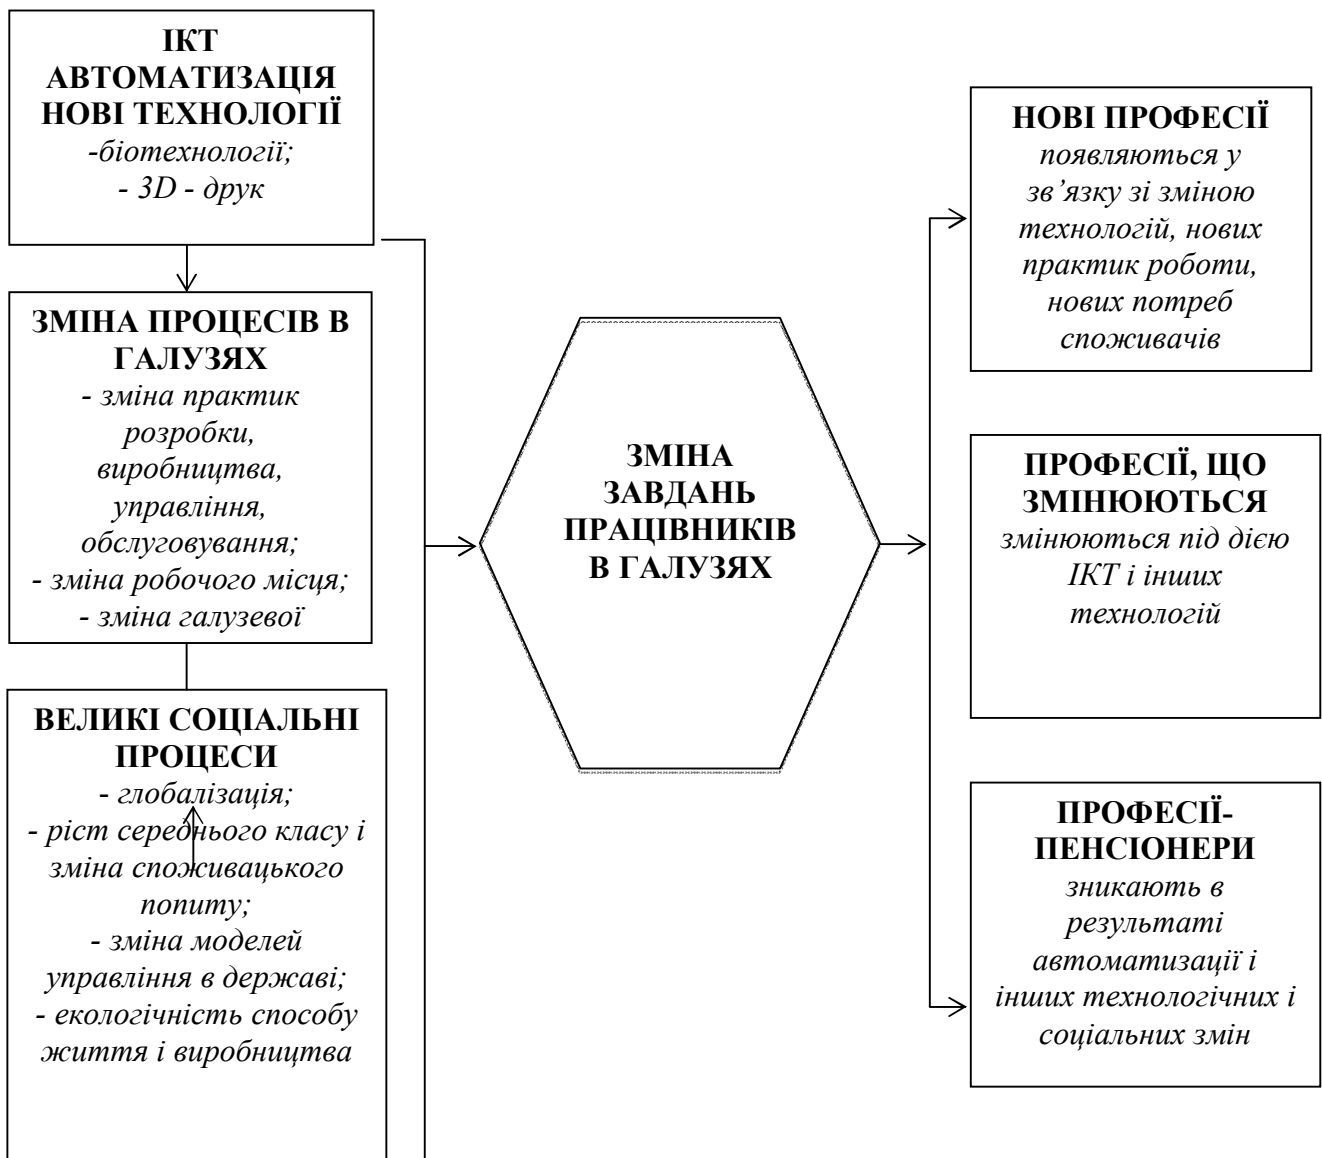 ІКТ
АВТОМАТИЗАЦІЯ
НОВІ ТЕХНОЛОГІЇ
-біотехнології;
- 3D - друк
ЗМІНА ПРОЦЕСІВ В
ГАЛУЗЯХ
- зміна практик
розробки,
виробництва,
управління,
обслуговування;
- зміна робочого місця;
- зміна галузевої
ВЕЛИКІ СОЦІАЛЬНІ
ПРОЦЕСИ
- глобалізація;
- ріст середнього класу і
зміна споживацького
попиту;
- зміна моделей
управління в державі;
- екологічність способу
життя і виробництва
ЗМІНА
ЗАВДАНЬ
ПРАЦІВНИКІВ
В ГАЛУЗЯХ
НОВІ ПРОФЕСІЇ
появляються у
зв’язку зі зміною
технологій, нових
практик роботи,
нових потреб
споживачів
ПРОФЕСІЇ, ЩО
ЗМІНЮЮТЬСЯ
змінюються під дією
ІКТ і інших
технологій
ПРОФЕСІЇ-
ПЕНСІОНЕРИ
зникають в
результаті
автоматизації і
інших технологічних і
соціальних змін